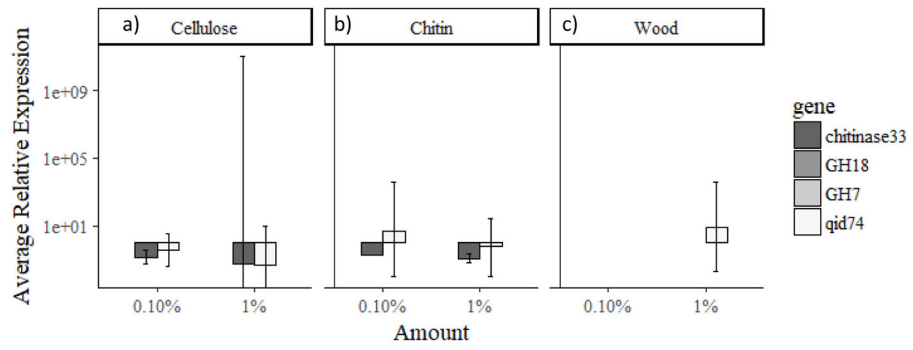 a) Cellulose
b) Chitin
c) Wood
Average Relative Expression
1e+09
1e+05
1e+01
0.10% 1%
0.10% 1%
0.10% 1%
Amount
gene
chitinase33
GH18
GH7
qid74